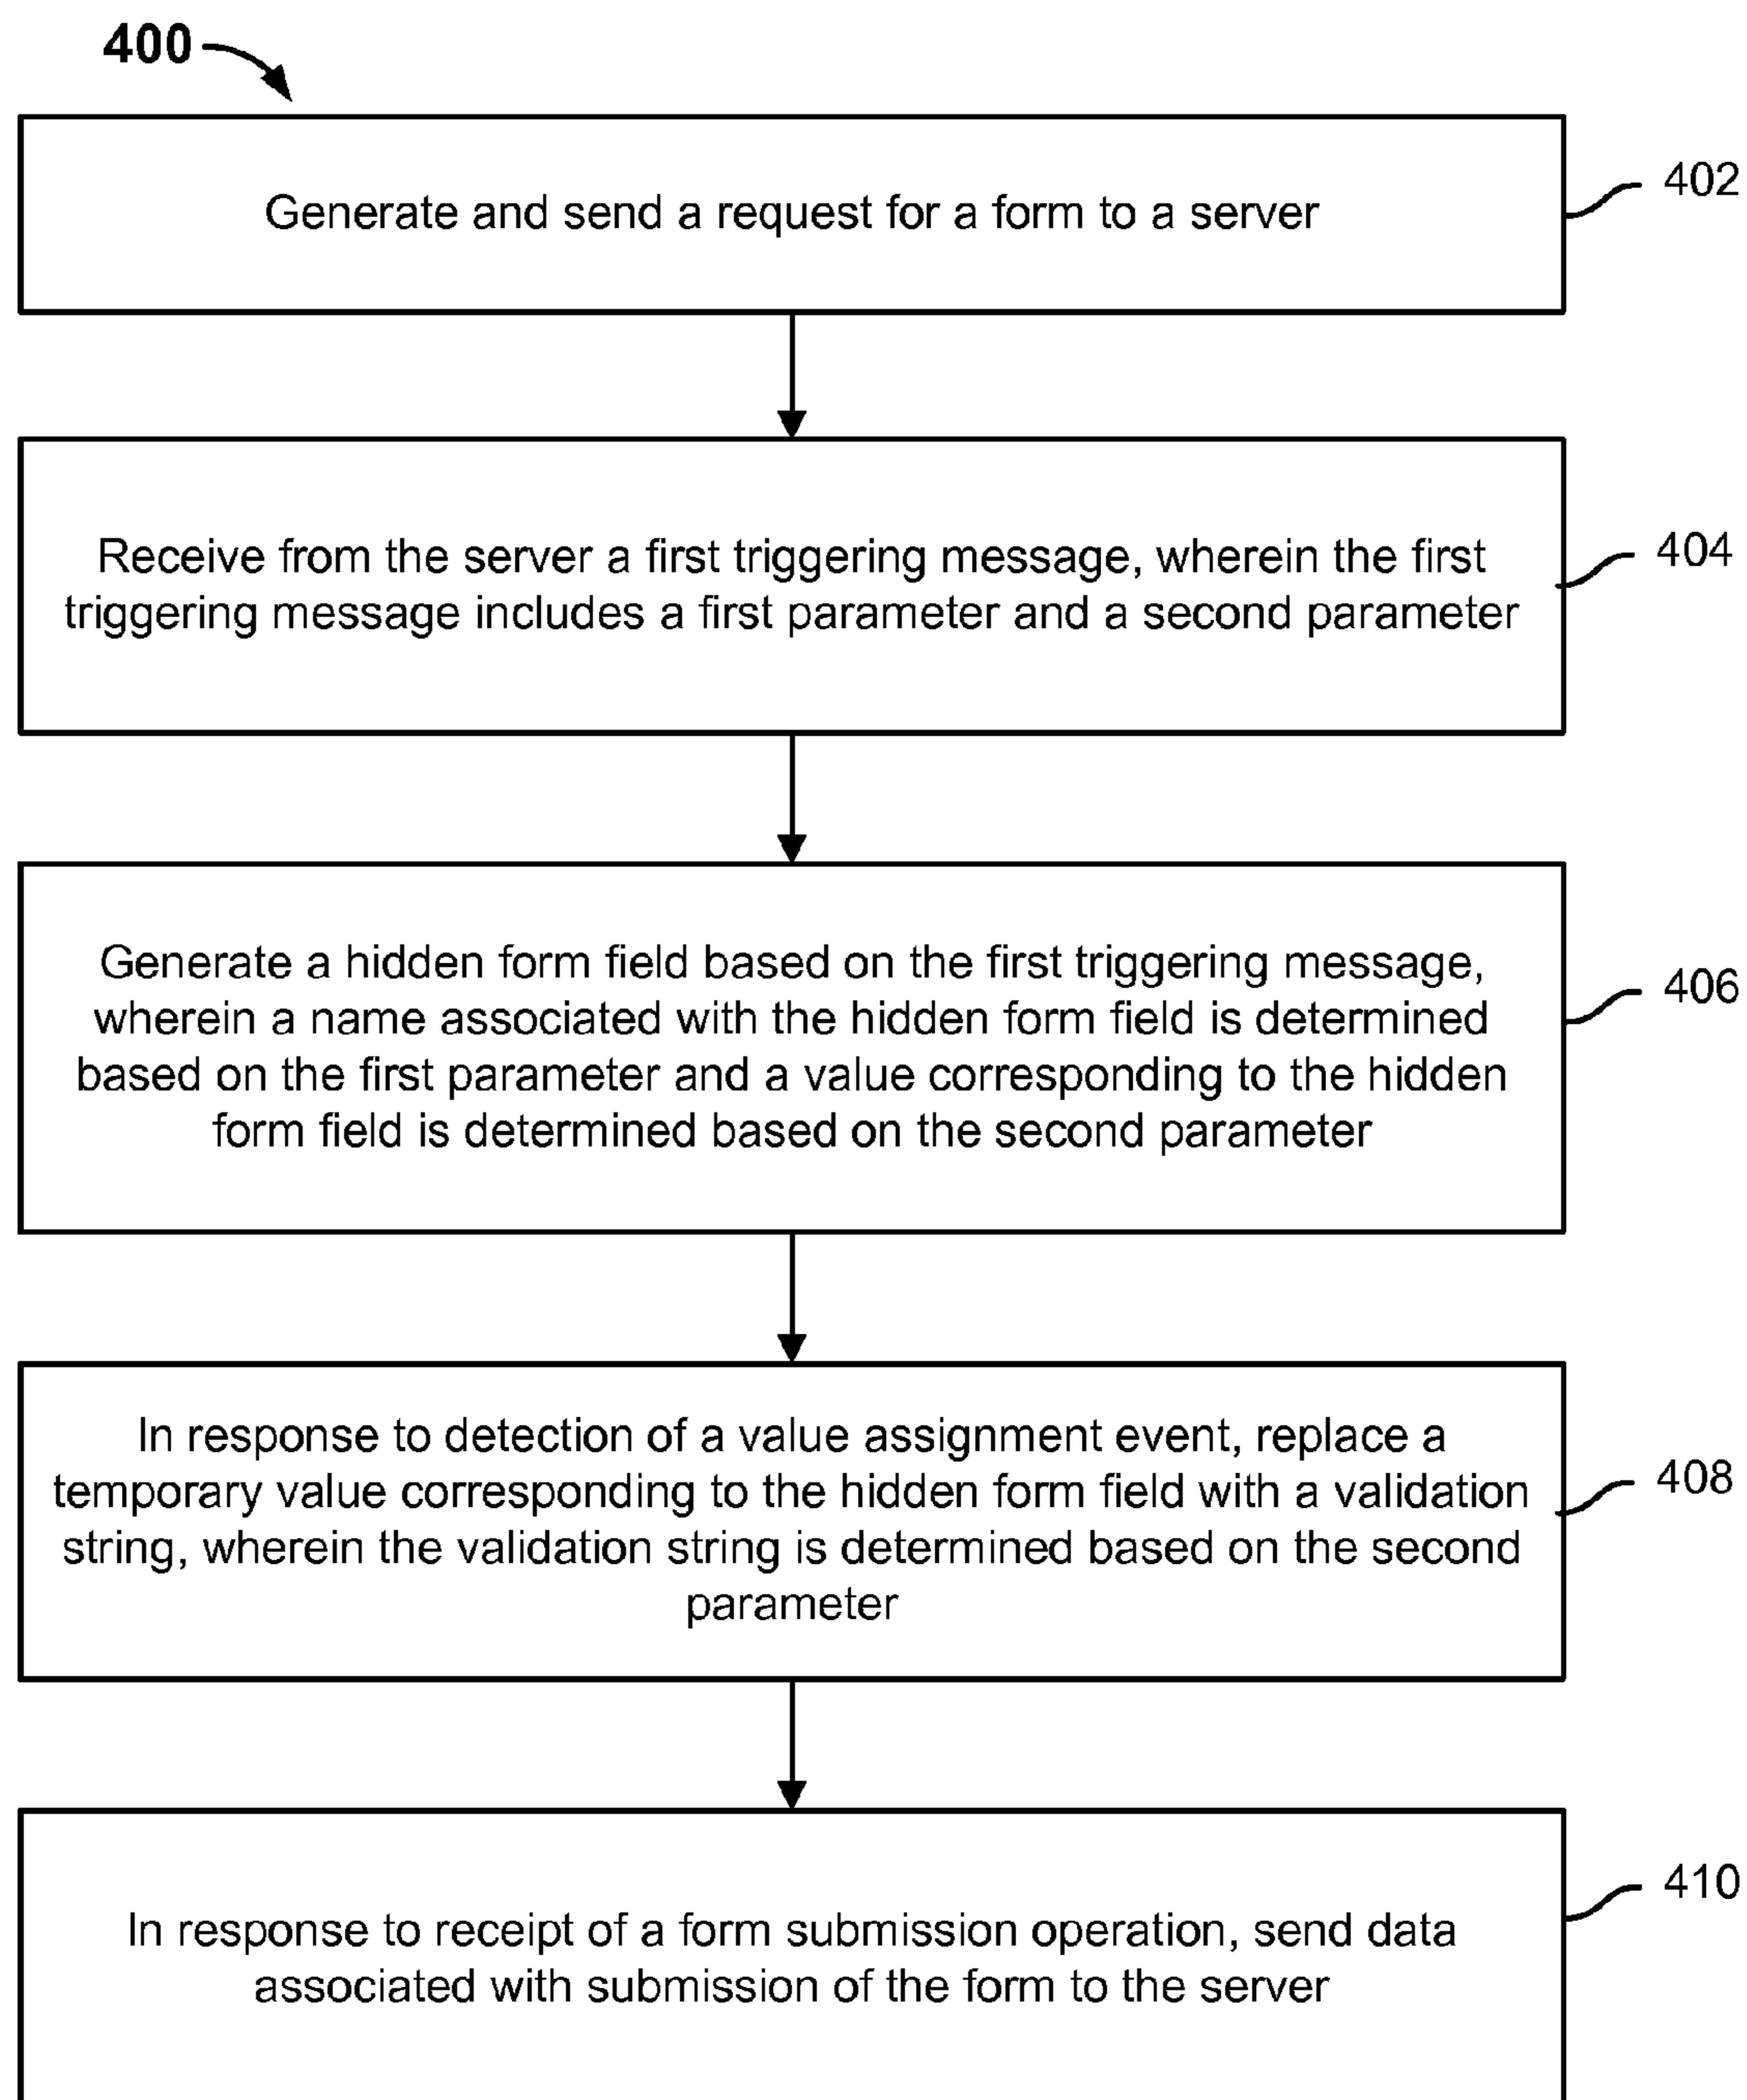 400
Generate and send a request for a form to a server
402
Receive from the server a first triggering message, wherein the first
triggering message includes a first parameter and a second parameter
404
Generate a hidden form field based on the first triggering message,
wherein a name associated with the hidden form field is determined
based on the first parameter and a value corresponding to the hidden
form field is determined based on the second parameter
406
In response to detection of a value assignment event, replace a
temporary value corresponding to the hidden form field with a validation
string, wherein the validation string is determined based on the second
parameter
408
In response to receipt of a form submission operation, send data
associated with submission of the form to the server
410